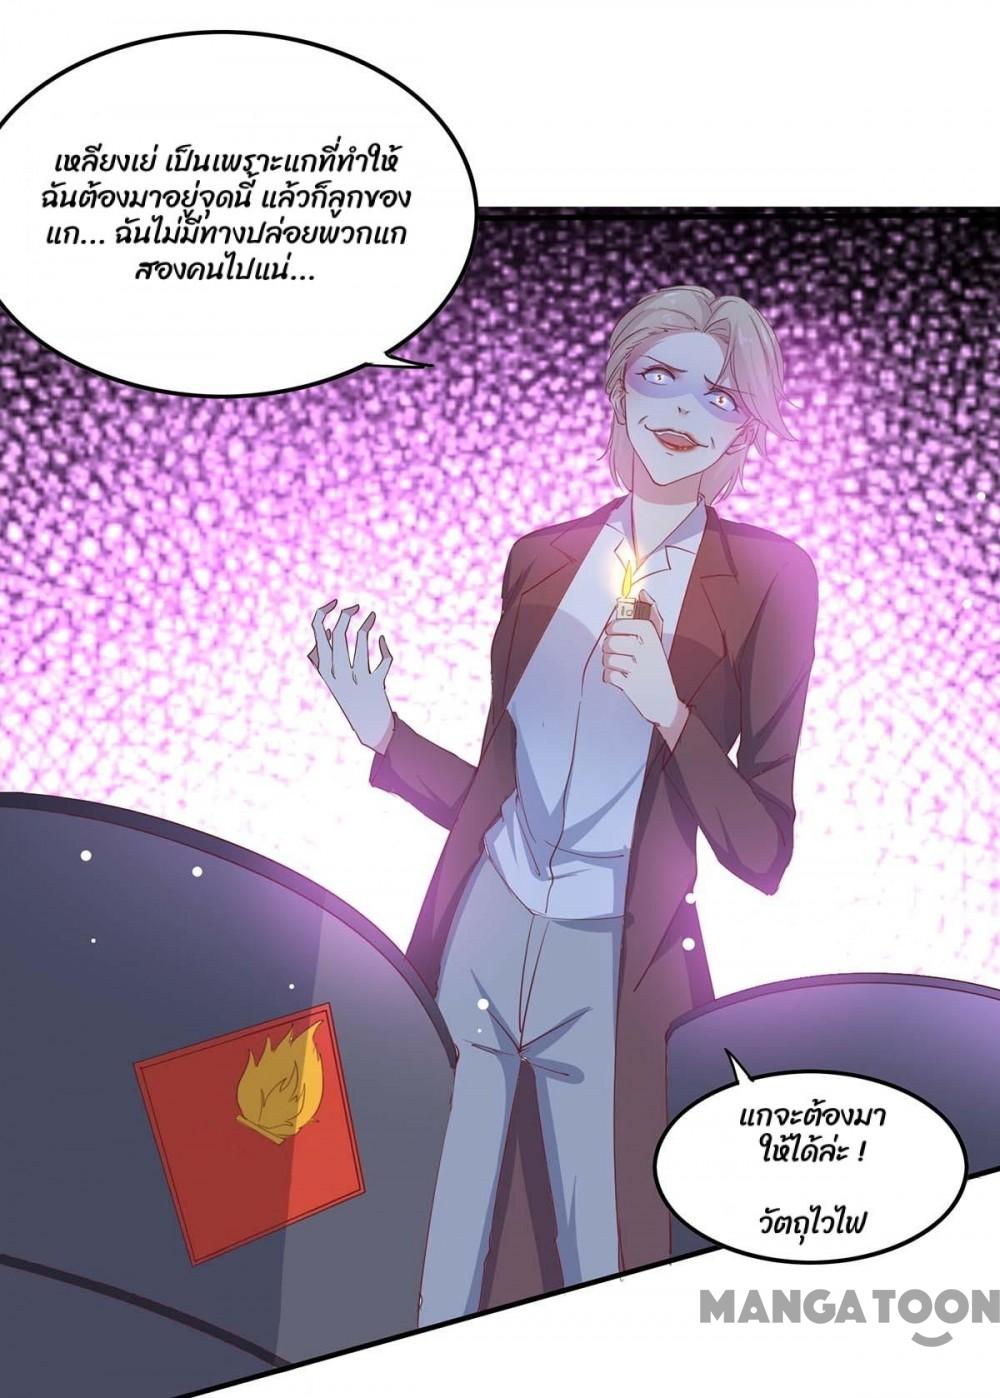 เหลียงเย่ เป็นเพราะแกที่ทำให้
ฉันต้องมาอยู่จุดนี้ แล้วก็ลูกของ
แก... ฉันไม่มีทางปล่อยพวกแก
สองคนไปแน่...
แกจะต้องมา
ให้ได้ล่ะ !
วัตถุไวไฟ
MANGATOON